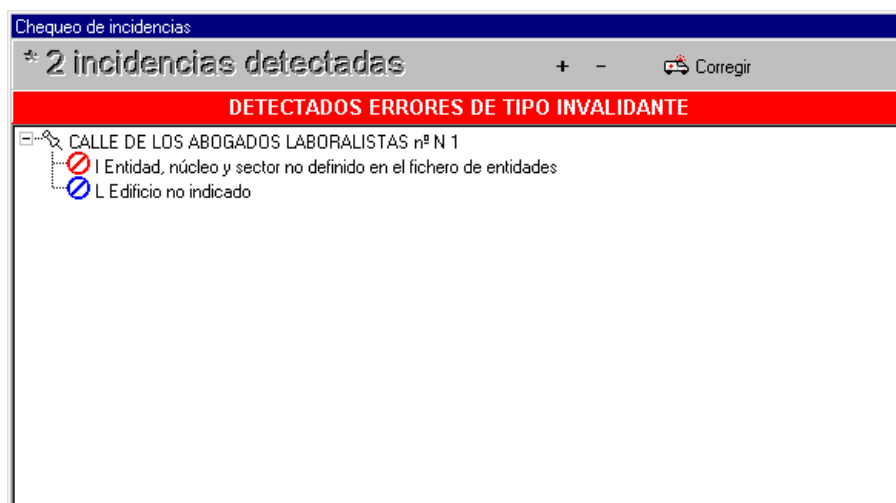 Chequeo de incidencias
* 2 incidencias detectadas + - Corregir
DETECTADOS ERRORES DE TIPO INVALIDANTE
CALLE DE LOS ABOGADOS LABORALISTAS nº N 1
I Entidad, núcleo y sector no definido en el fichero de entidades
L Edificio no indicado